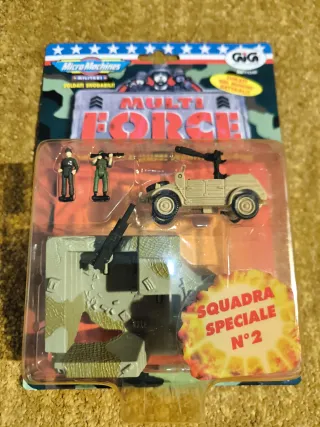 Micro Machines
MILITARY
GiG
MULTI
FORCE
SQUADRA
SPECIALE
N°2